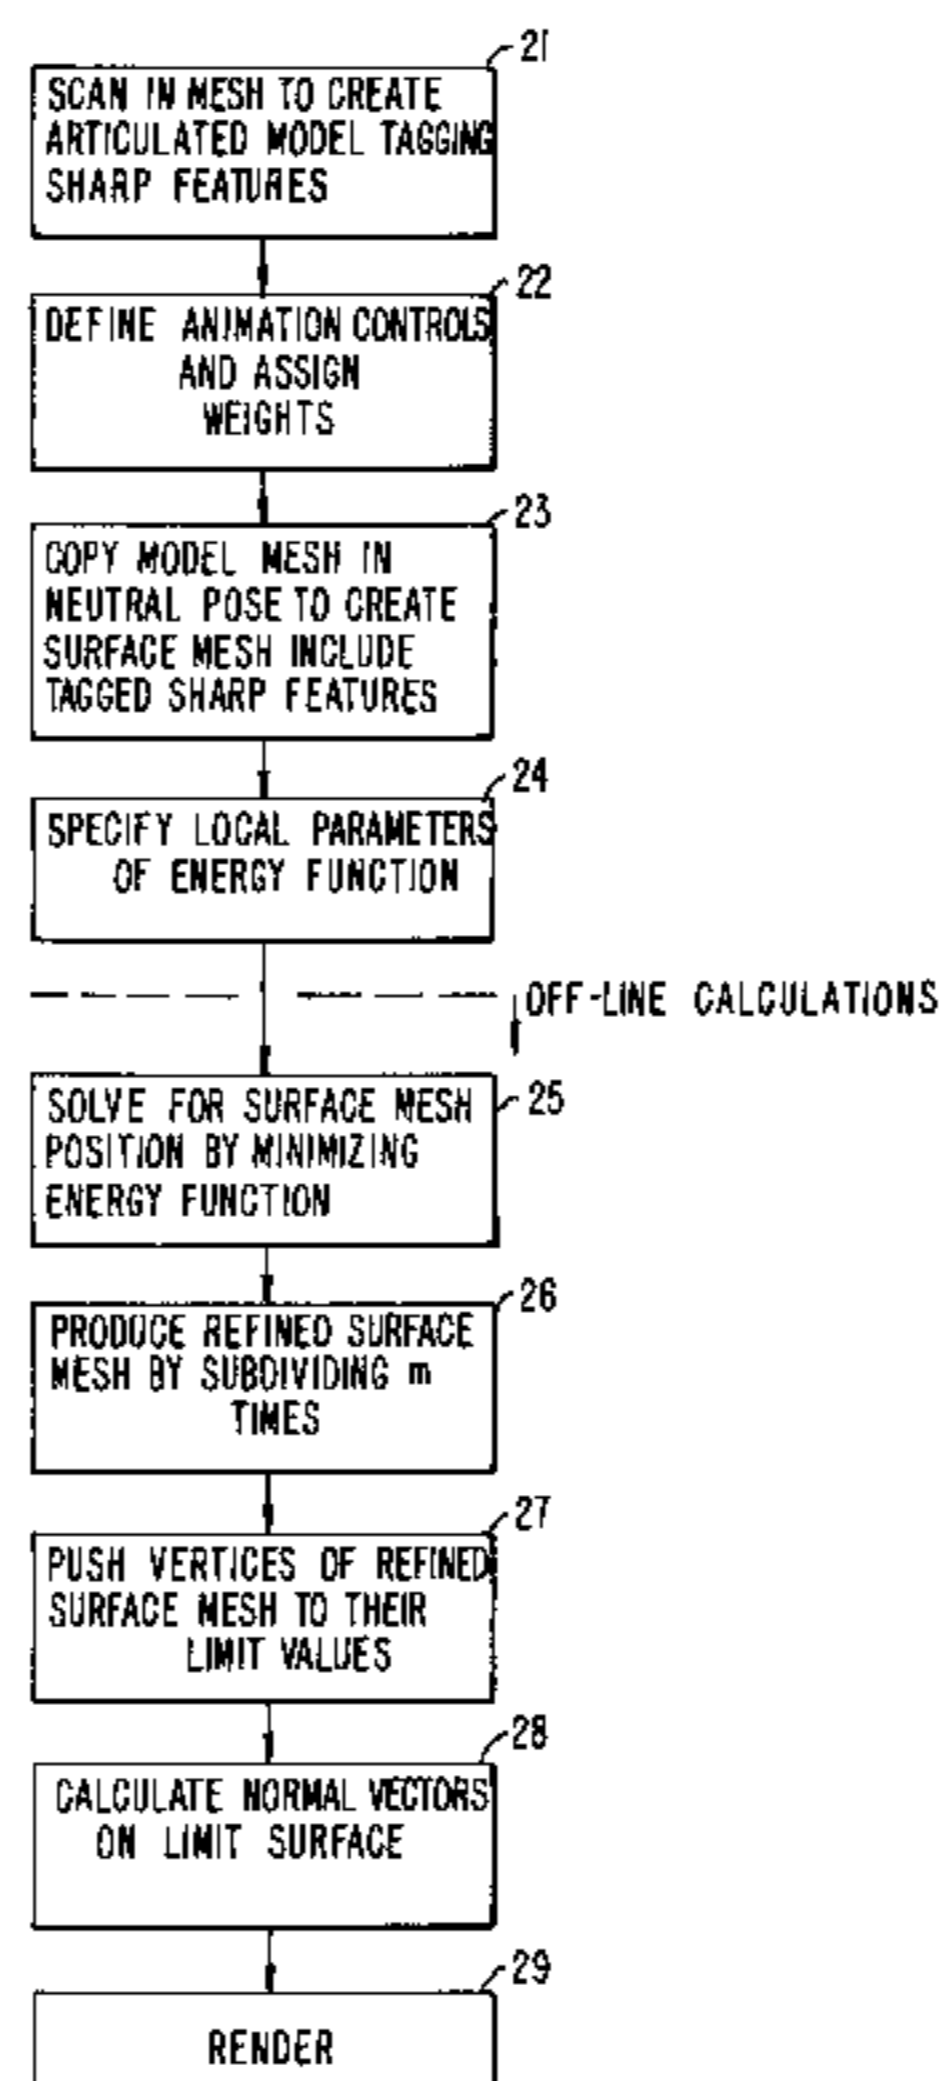 21
SCAN IN MESH TO CREATE
ARTICULATED MODEL TAGGING
SHARP FEATURES
22
DEFINE ANIMATION CONTROLS
AND ASSIGN
WEIGHTS
23
COPY MODEL MESH IN
NEUTRAL POSE TO CREATE
SURFACE MESH INCLUDE
TAGGED SHARP FEATURES
24
SPECIFY LOCAL PARAMETERS
OF ENERGY FUNCTION
OFF-LINE CALCULATIONS
25
SOLVE FOR SURFACE MESH
POSITION BY MINIMIZING
ENERGY FUNCTION
26
PRODUCE REFINED SURFACE
MESH BY SUBDIVIDING m
TIMES
27
PUSH VERTICES OF REFINED
SURFACE MESH TO THEIR
LIMIT VALUES
28
CALCULATE NORMAL VECTORS
ON LIMIT SURFACE
29
RENDER